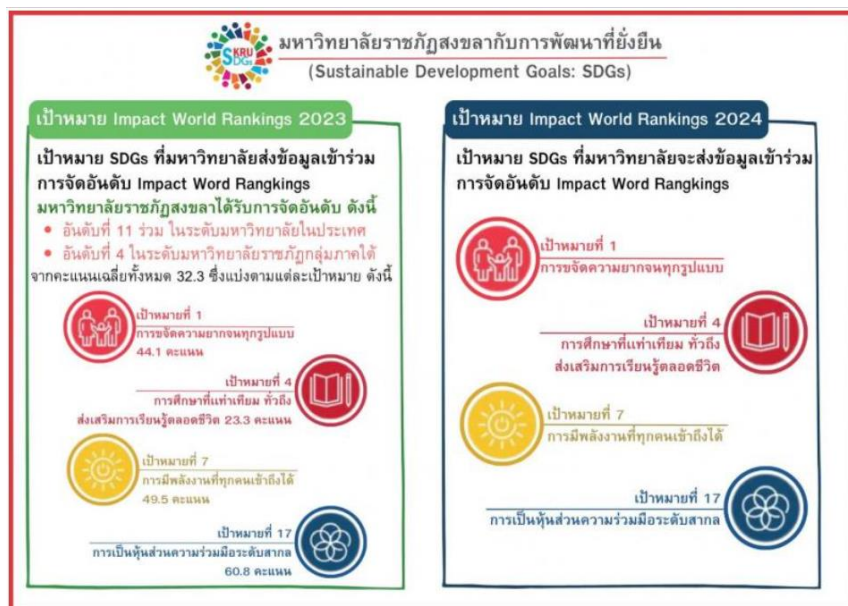 SKRU
SDGs
มหาวิทยาลัยราชภัฏสงขลากับการพัฒนาที่ยั่งยืน
(Sustainable Development Goals: SDGs)
เป้าหมาย Impact World Rankings 2023
เป้าหมาย SDGs ที่มหาวิทยาลัยส่งข้อมูลเข้าร่วม
การจัดอันดับ Impact Word Rangkings
มหาวิทยาลัยราชภัฏสงขลาได้รับการจัดอันดับ ดังนี้
• อันดับที่ 11 ร่วม ในระดับมหาวิทยาลัยในประเทศ
• อันดับที่ 4 ในระดับมหาวิทยาลัยราชภัฏกลุ่มภาคใต้
จากคะแนนเฉลี่ยทั้งหมด 32.3 ซึ่งแบ่งตามแต่ละเป้าหมาย ดังนี้
เป้าหมายที่ 1
การขจัดความยากจนทุกรูปแบบ
44.1 คะแนน
เป้าหมายที่ 4
การศึกษาที่เท่าเทียม ทั่วถึง
ส่งเสริมการเรียนรู้ตลอดชีวิต 23.3 คะแนน
เป้าหมายที่ 7
การมีพลังงานที่ทุกคนเข้าถึงได้
49.5 คะแนน
เป้าหมายที่ 17
การเป็นหุ้นส่วนความร่วมมือระดับสากล
60.8 คะแนน
เป้าหมาย Impact World Rankings 2024
เป้าหมาย SDGs ที่มหาวิทยาลัยจะส่งข้อมูลเข้าร่วม
การจัดอันดับ Impact Word Rangkings
เป้าหมายที่ 1
การขจัดความยากจนทุกรูปแบบ
เป้าหมายที่ 4
การศึกษาที่เท่าเทียม ทั่วถึง
ส่งเสริมการเรียนรู้ตลอดชีวิต
เป้าหมายที่ 7
การมีพลังงานที่ทุกคนเข้าถึงได้
เป้าหมายที่ 17
การเป็นหุ้นส่วนความร่วมมือระดับสากล